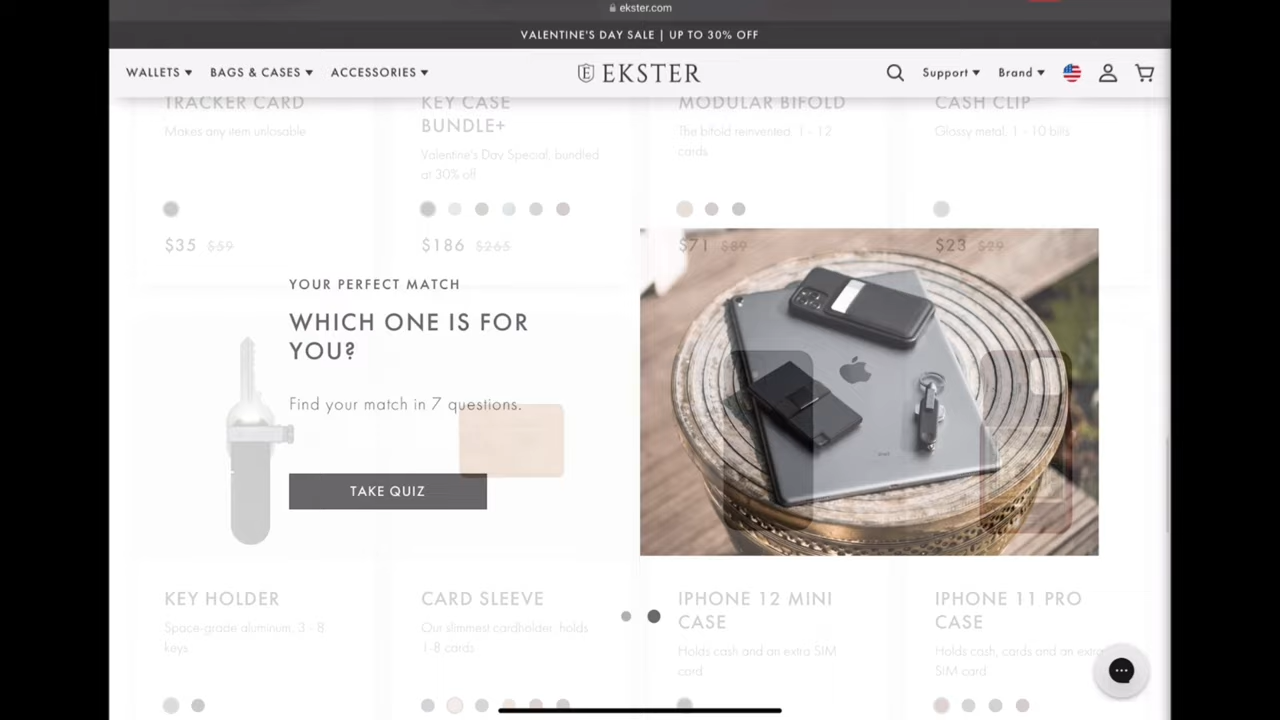 ekster.com
VALENTINE'S DAY SALE | UP TO 30% OFF
WALLETS BAGS & CASES ACCESSORIES EKSTER Support Brand
TRACKER CARD
Makes any item unlosable
KEY CASE
BUNDLE+
Valentine's Day Special, bundled
at 30% off
MODULAR BIFOLD
The bifold reinvented, 1 - 12
cards
CASH CLIP
Glossy metal, 1 - 10 bills
$35 $59
$186 $265
$71 $89
$23 $29
YOUR PERFECT MATCH
WHICH ONE IS FOR
YOU?
Find your match in 7 questions.
TAKE QUIZ
KEY HOLDER
Space-grade aluminum, 3 - 8
keys
CARD SLEEVE
Our slimmest cardholder, holds
1-8 cards
IPHONE 12 MINI
CASE
Holds cash and an extra SIM
card
IPHONE 11 PRO
CASE
Holds cash, cards and an extra
SIM card